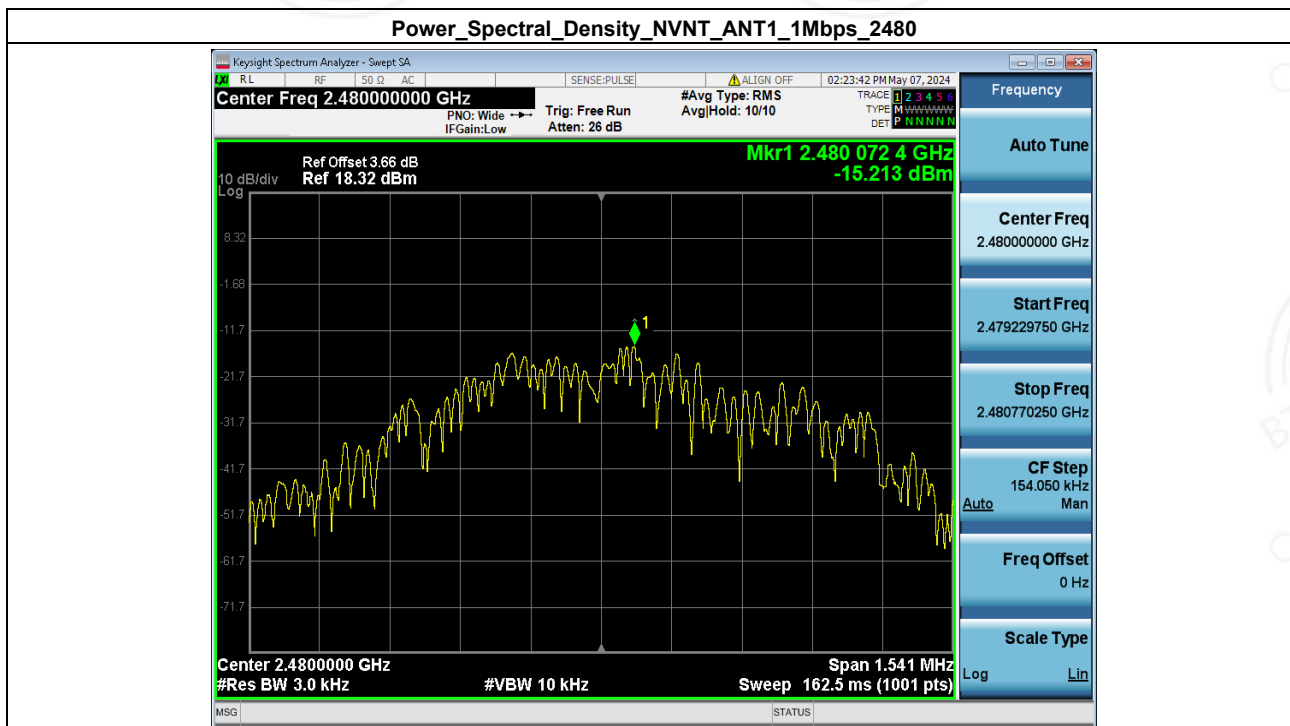 Power_Spectral_Density_NVNT_ANT1_1Mbps_2480
Keysight Spectrum Analyzer - Swept SA
LXI RL RF 50 Ω AC SENSE:PULSE ALIGN OFF 02:23:42 PM May 07, 2024
Center Freq 2.480000000 GHz
PNO: Wide
IFGain:Low
Trig: Free Run
Atten: 26 dB
#Avg Type: RMS
Avg|Hold: 10/10
TRACE 1 2 3 4 5 6
TYPE M WWWWW
DET P NNNNN
Mkr1 2.480 072 4 GHz
-15.213 dBm
Ref Offset 3.66 dB
10 dB/div Ref 18.32 dBm
Log
8.32
-1.68
-11.7
-21.7
-31.7
-41.7
-51.7
-61.7
-71.7
1
Center 2.4800000 GHz Span 1.541 MHz
#Res BW 3.0 kHz #VBW 10 kHz Sweep 162.5 ms (1001 pts)
MSG STATUS
Frequency
Auto Tune
Center Freq
2.480000000 GHz
Start Freq
2.479229750 GHz
Stop Freq
2.480770250 GHz
CF Step
154.050 kHz
Auto Man
Freq Offset
0 Hz
Scale Type
Log Lin